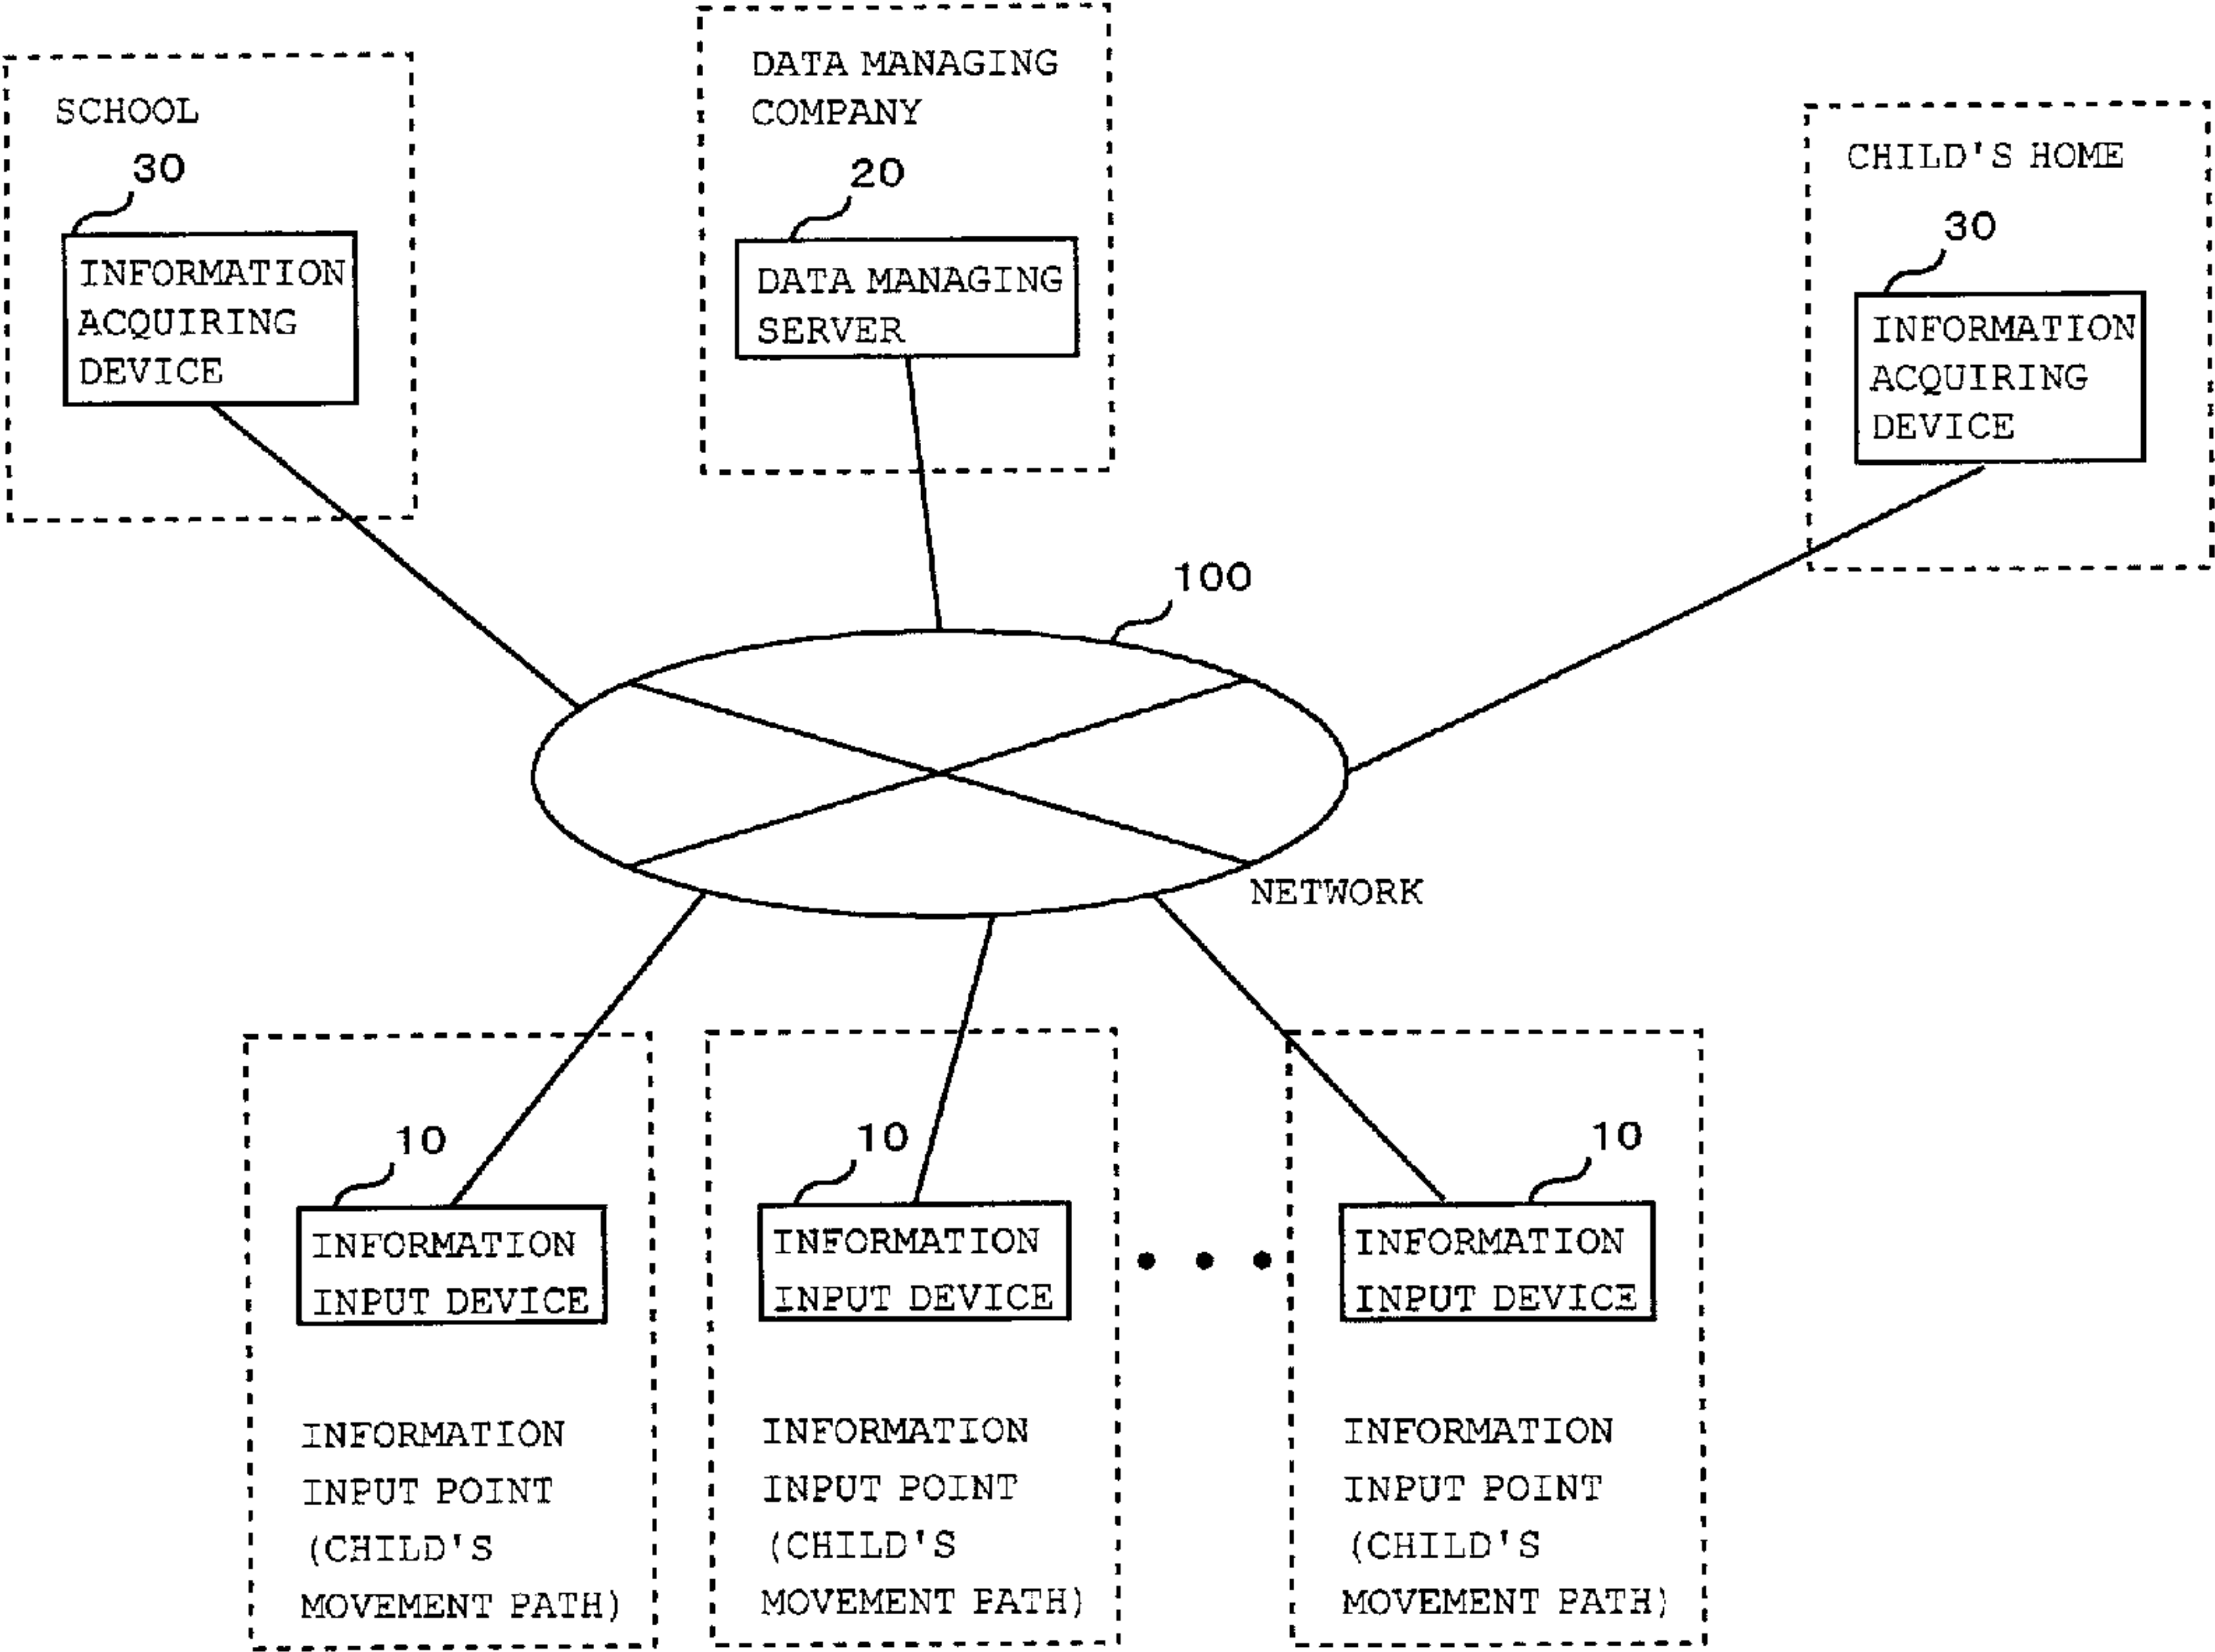 SCHOOL
30
INFORMATION
ACQUIRING
DEVICE
DATA MANAGING
COMPANY
20
DATA MANAGING
SERVER
CHILD'S HOME
30
INFORMATION
ACQUIRING
DEVICE
100
NETWORK
10
INFORMATION
INPUT DEVICE
INFORMATION
INPUT POINT
(CHILD'S
MOVEMENT PATH)
10
INFORMATION
INPUT DEVICE
INFORMATION
INPUT POINT
(CHILD'S
MOVEMENT PATH)
• • •
10
INFORMATION
INPUT DEVICE
INFORMATION
INPUT POINT
(CHILD'S
MOVEMENT PATH)